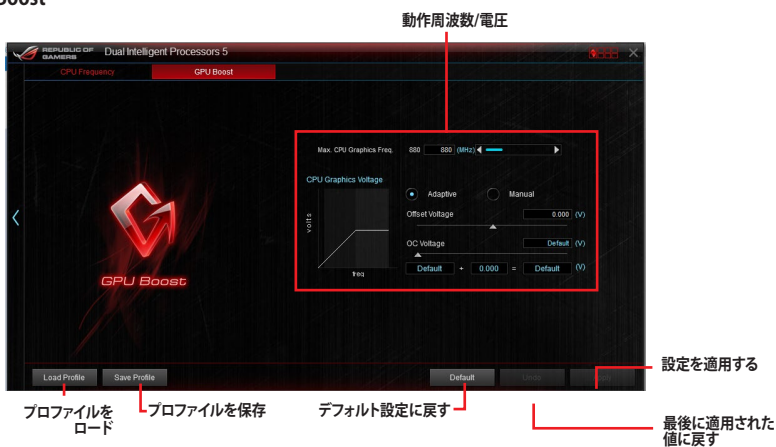 Boost
動作周波数/電圧
REPUBLIC OF
GAMERS
Dual Intelligent Processors 5
CPU Frequency
GPU Boost
Max. CPU Graphics Freq.
880
880
(MHz)
CPU Graphics Voltage
volts
freq
Adaptive
Manual
Offset Voltage
0.000
(V)
OC Voltage
Default
(V)
Default + 0.000 = Default (V)
GPU Boost
Load Profile
Save Profile
Default
Undo
Apply
設定を適用する
プロファイルを
ロード
プロファイルを保存
デフォルト設定に戻す
最後に適用された
値に戻す